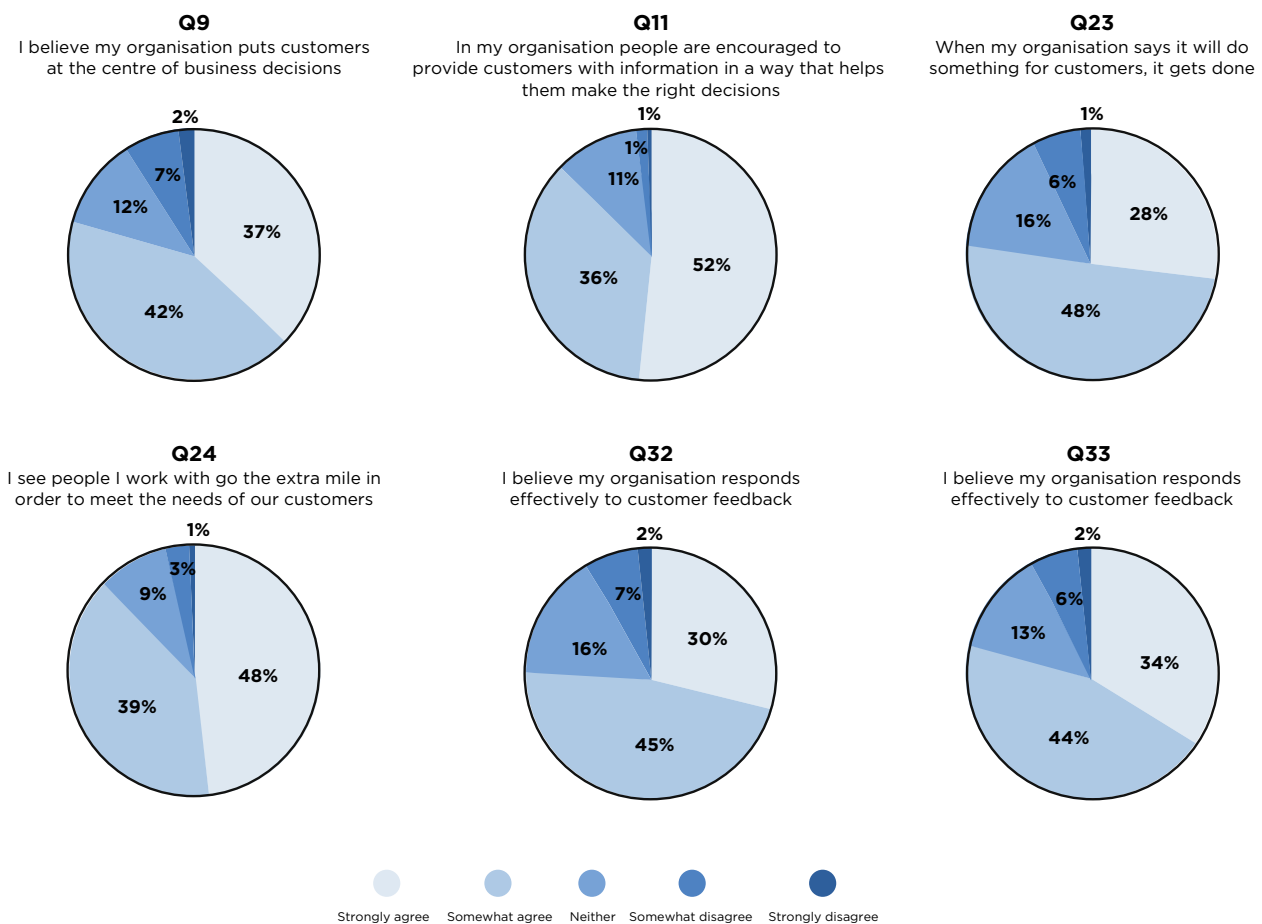 Q9
I believe my organisation puts customers
at the centre of business decisions
2%
7%
12%
37%
42%
Q11
In my organisation people are encouraged to
provide customers with information in a way that helps
them make the right decisions
1%
1%
11%
36%
52%
Q23
When my organisation says it will do
something for customers, it gets done
1%
6%
16%
28%
48%
Q24
I see people I work with go the extra mile in
order to meet the needs of our customers
1%
3%
9%
48%
39%
Q32
I believe my organisation responds
effectively to customer feedback
2%
7%
16%
30%
45%
Q33
I believe my organisation responds
effectively to customer feedback
2%
6%
13%
34%
44%
Strongly agree
Somewhat agree
Neither
Somewhat disagree
Strongly disagree